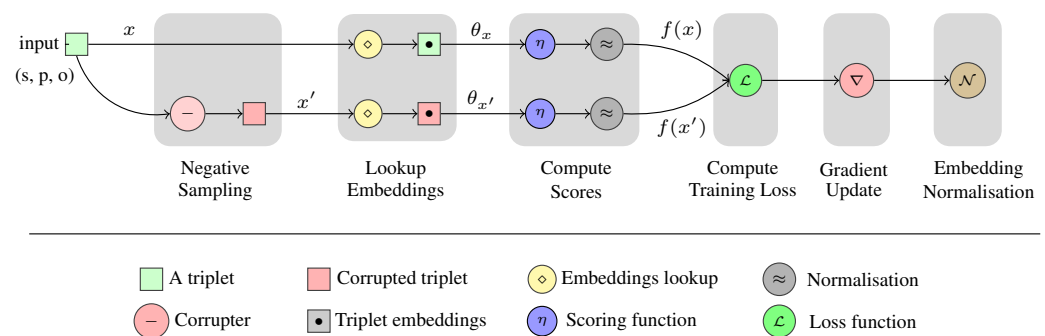 x
input
(s, p, o)
−
x′
⋄
•
θx
⋄
•
θx′
η
≈
f(x)
η
≈
f(x′)
ℒ
∇
𝒩
Negative
Sampling
Lookup
Embeddings
Compute
Scores
Compute
Training Loss
Gradient
Update
Embedding
Normalisation
A triplet
Corrupted triplet
⋄ Embeddings lookup
≈ Normalisation
− Corrupter
• Triplet embeddings
η Scoring function
ℒ Loss function